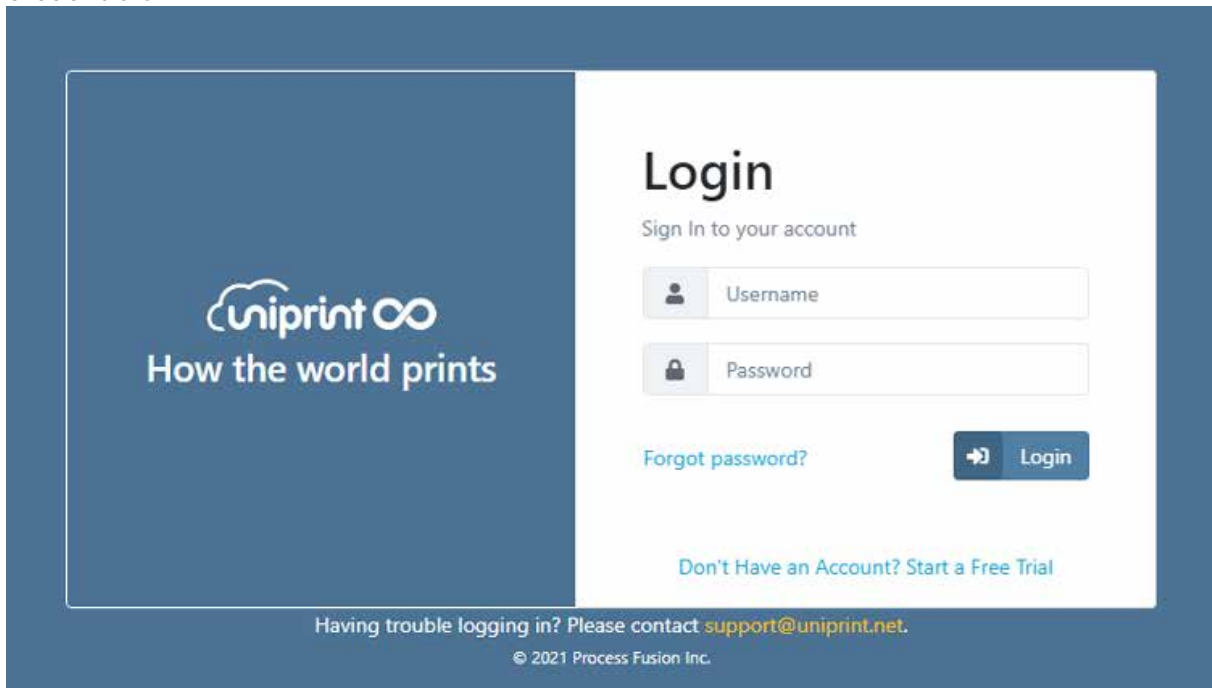 uniprint
How the world prints
Login
Sign In to your account
Username
Password
Forgot password?
Login
Don't Have an Account? Start a Free Trial
Having trouble logging in? Please contact support@uniprint.net.
© 2021 Process Fusion Inc.